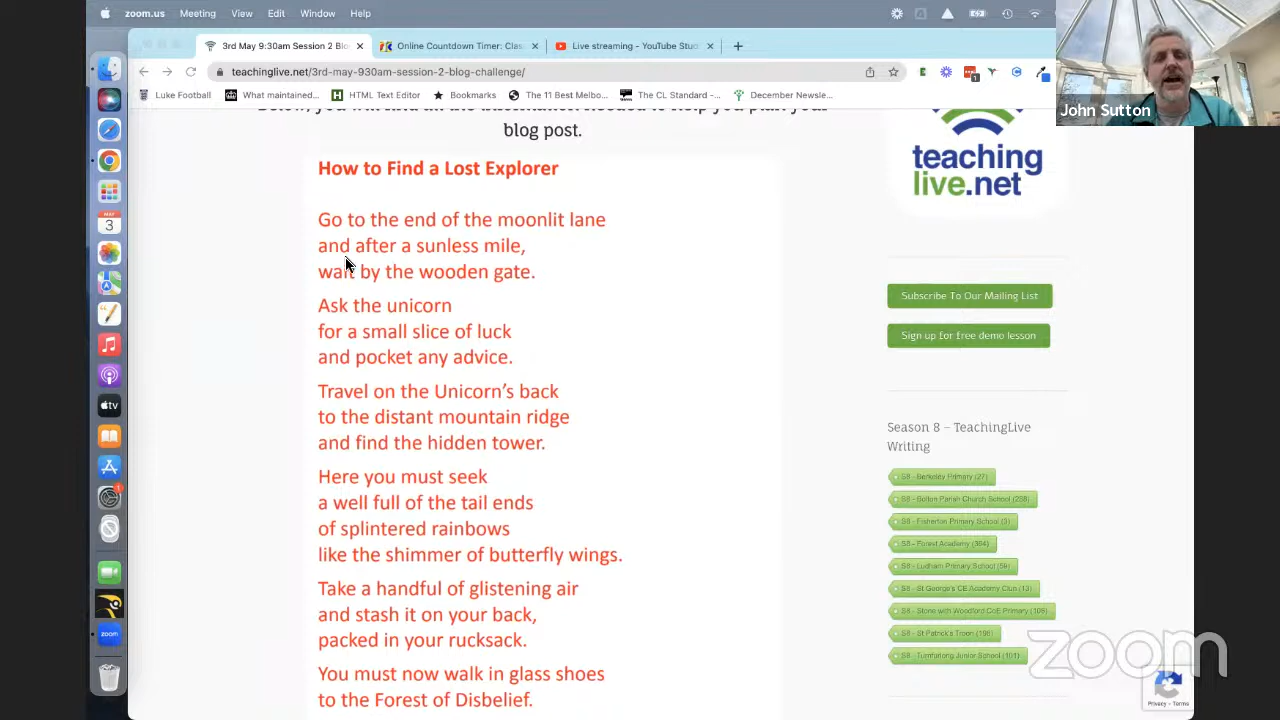 zoom.us Meeting View Edit Window Help
3rd May 9:30am Session 2 Blo
Online Countdown Timer: Clas
Live streaming - YouTube Stud
teachinglive.net/3rd-may-930am-session-2-blog-challenge/
Luke Football What maintained... HTML Text Editor Bookmarks The 11 Best Melbo... The CL Standard -... December Newsle...
John Sutton
blog post.
How to Find a Lost Explorer
Go to the end of the moonlit lane
and after a sunless mile,
wait by the wooden gate.
Ask the unicorn
for a small slice of luck
and pocket any advice.
Travel on the Unicorn's back
to the distant mountain ridge
and find the hidden tower.
Here you must seek
a well full of the tail ends
of splintered rainbows
like the shimmer of butterfly wings.
Take a handful of glistening air
and stash it on your back,
packed in your rucksack.
You must now walk in glass shoes
to the Forest of Disbelief.
teaching
live.net
Subscribe To Our Mailing List
Sign up for free demo lesson
Season 8 – TeachingLive
Writing
S8 - Berkeley Primary (27)
S8 - Bolton Parish Church School (238)
S8 - Fisherton Primary School (3)
S8 - Forest Academy (364)
S8 - Ludham Primary School (59)
S8 - St George's CE Academy Clun (13)
S8 - Stone with Woodford CofE Primary (109)
S8 - St Patrick's Troon (196)
S8 - Turnfurlong Junior School (101)
MAY
3
tv
1
zoom
zoom
Privacy - Terms